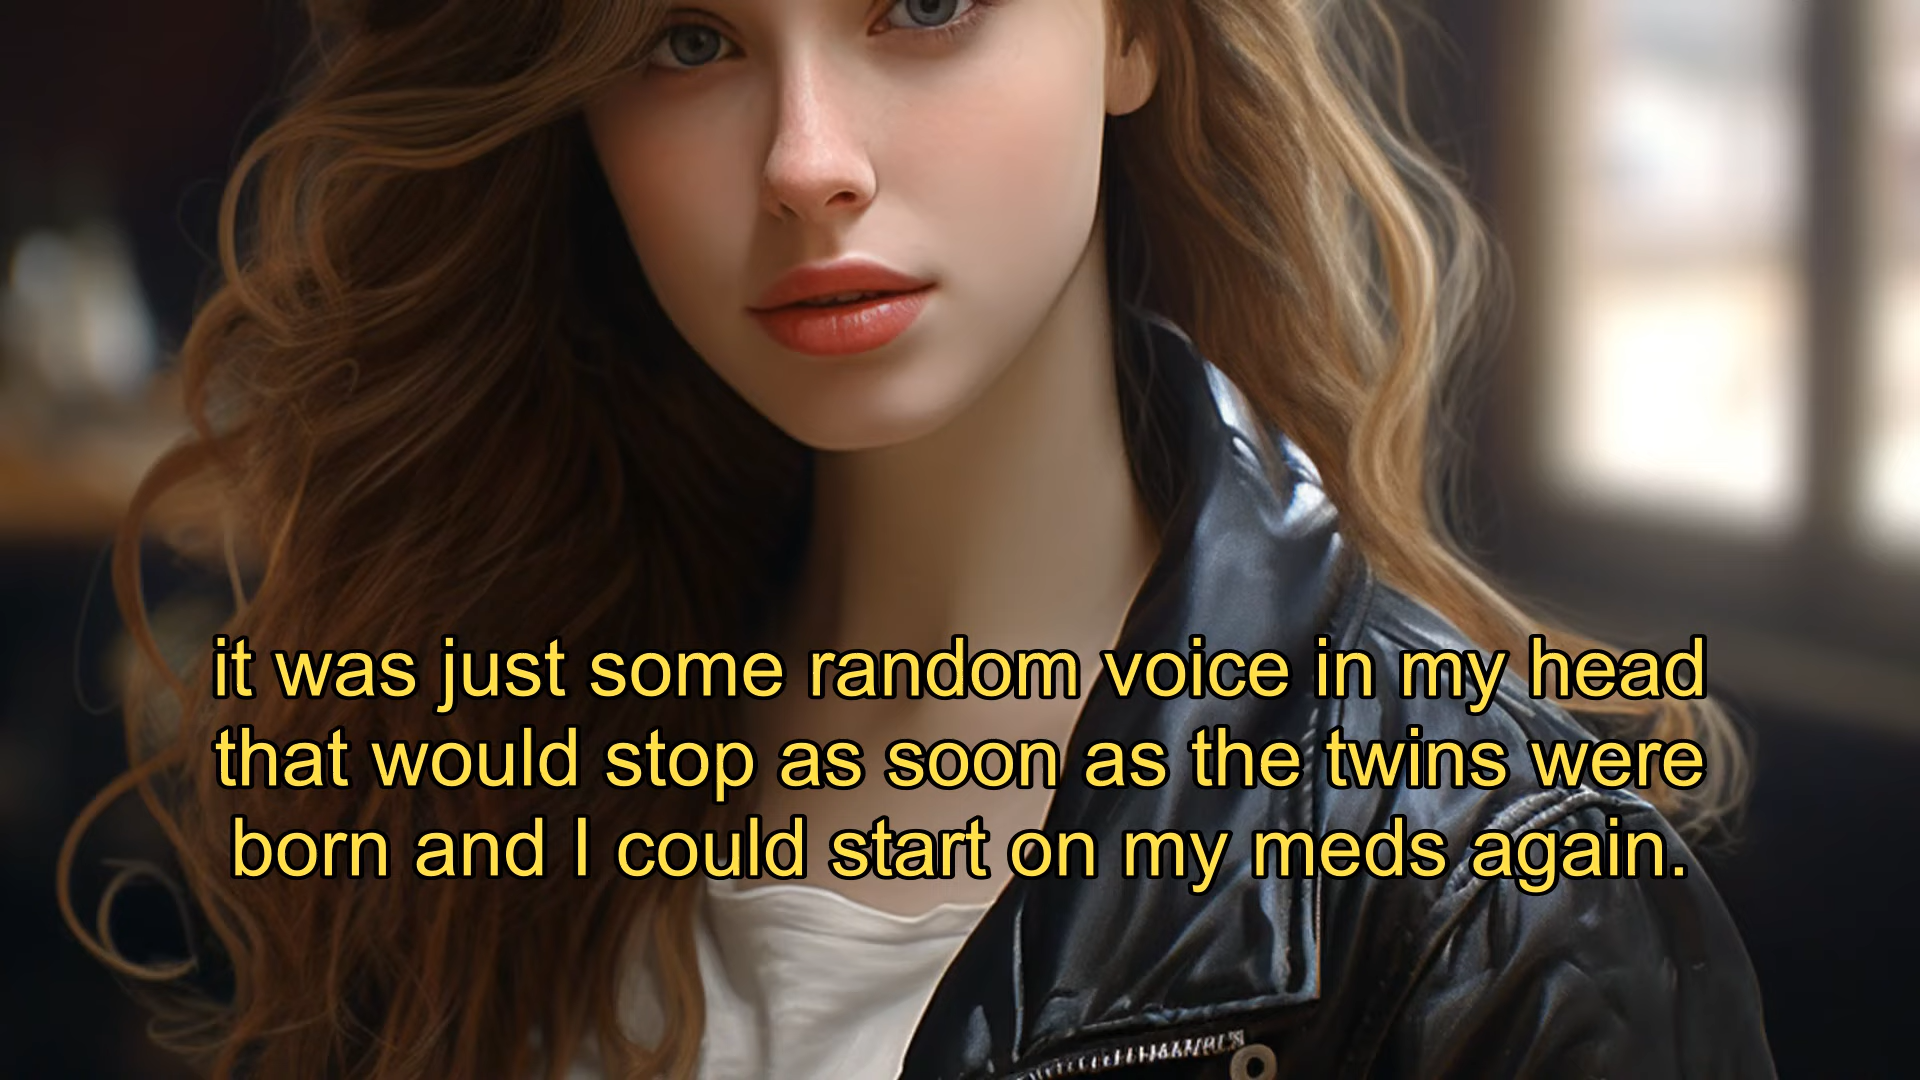 it was just some random voice in my head
that would stop as soon as the twins were
born and I could start on my meds again.